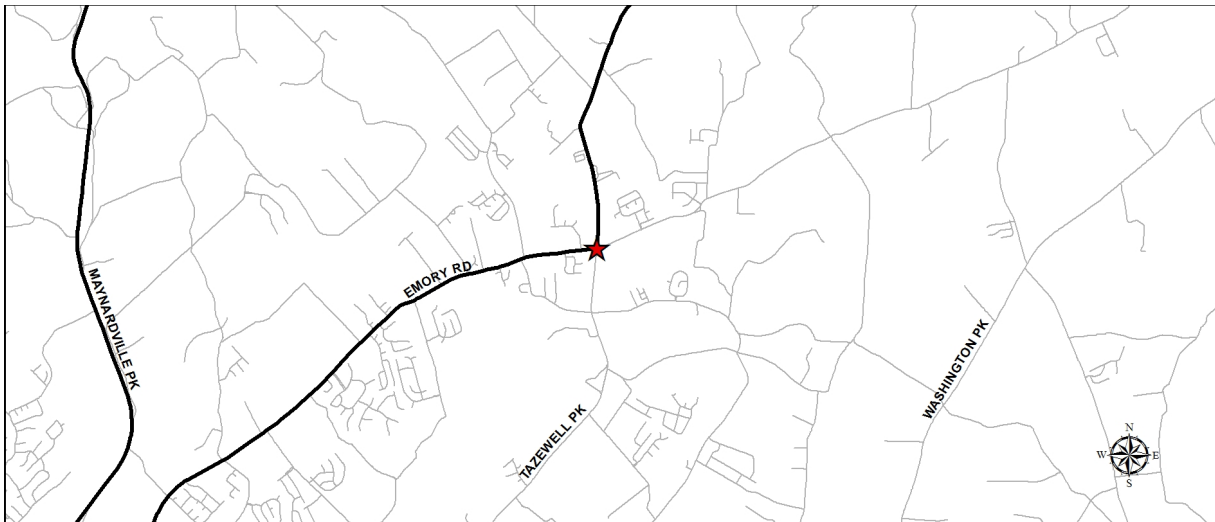 EMORY RD
MAYNARDVILLE PK
WASHINGTON PK
TAZEWELL PK
N
W E
S